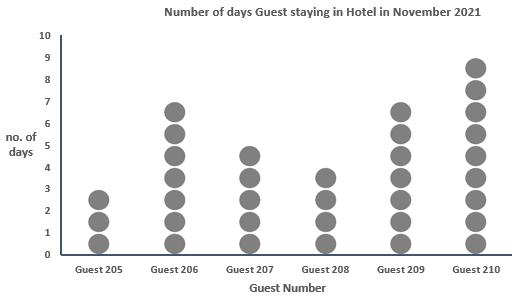 Number of days Guest staying in Hotel in November 2021
10
9
8
7
6
no. of
days
5
4
3
2
1
0
Guest 205 Guest 206 Guest 207 Guest 208 Guest 209 Guest 210
Guest Number